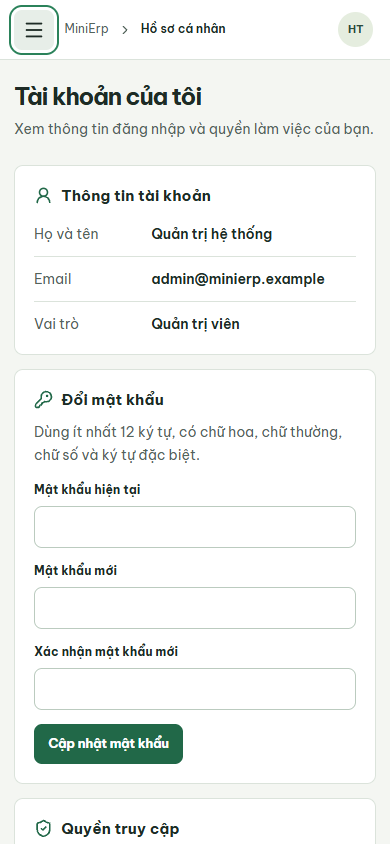 MiniErp > Hồ sơ cá nhân HT
Tài khoản của tôi
Xem thông tin đăng nhập và quyền làm việc của bạn.
Thông tin tài khoản
Họ và tên Quản trị hệ thống
Email admin@minierp.example
Vai trò Quản trị viên
Đổi mật khẩu
Dùng ít nhất 12 ký tự, có chữ hoa, chữ thường,
chữ số và ký tự đặc biệt.
Mật khẩu hiện tại
Mật khẩu mới
Xác nhận mật khẩu mới
Cập nhật mật khẩu
Quyền truy cập